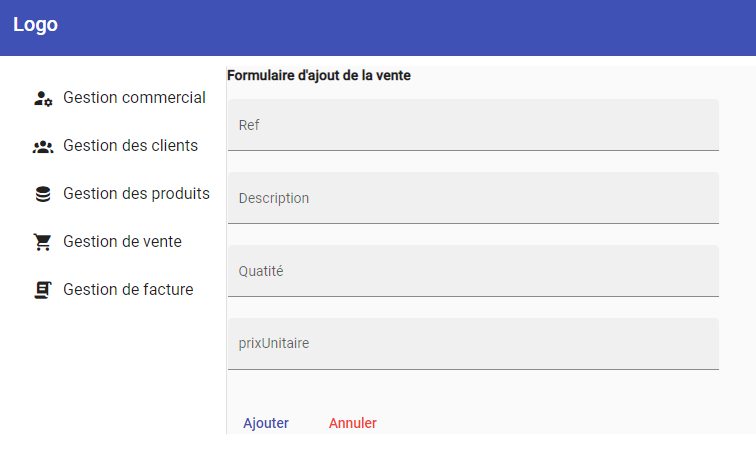 Logo
Gestion commercial
Gestion des clients
Gestion des produits
Gestion de vente
Gestion de facture
Formulaire d'ajout de la vente
Ref
Description
Quatité
prixUnitaire
Ajouter
Annuler